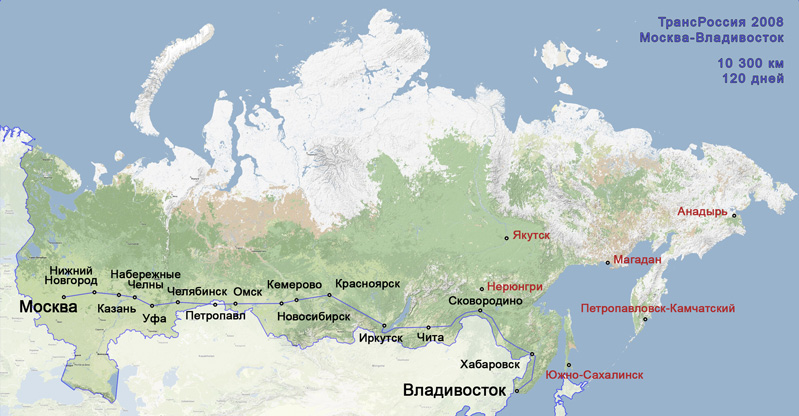 ТрансРоссия 2008
Москва-Владивосток
10 300 км
120 дней
Анадырь
Якутск
Магадан
Нерюнгри
Петропавловск-Камчатский
Южно-Сахалинск
Москва
Нижний
Новгород
Казань
Набережные
Челны
Уфа
Челябинск
Петропавл
Омск
Новосибирск
Кемерово
Красноярск
Иркутск
Чита
Сковородино
Хабаровск
Владивосток